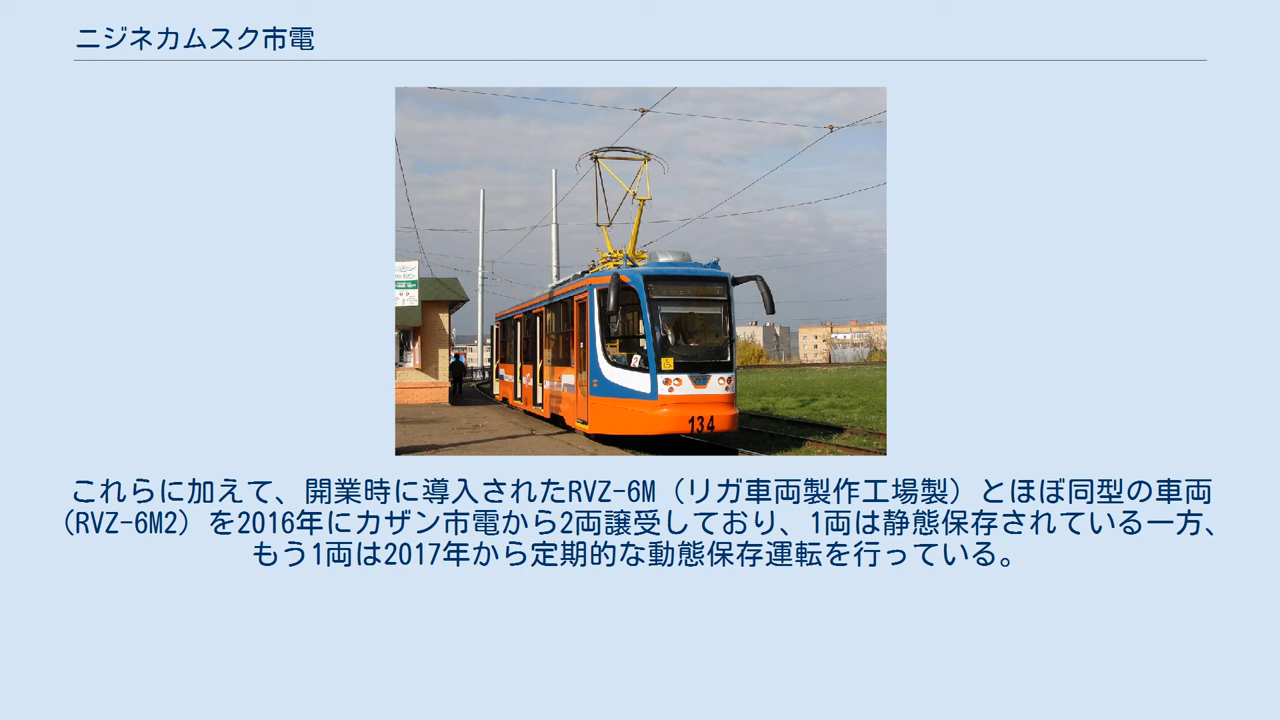 ニジネカムスク市電
134
これらに加えて、開業時に導入されたRVZ-6M（リガ車両製作工場製）とほぼ同型の車両
（RVZ-6M2）を2016年にカザン市電から2両譲受しており、1両は静態保存されている一方、
もう1両は2017年から定期的な動態保存運転を行っている。